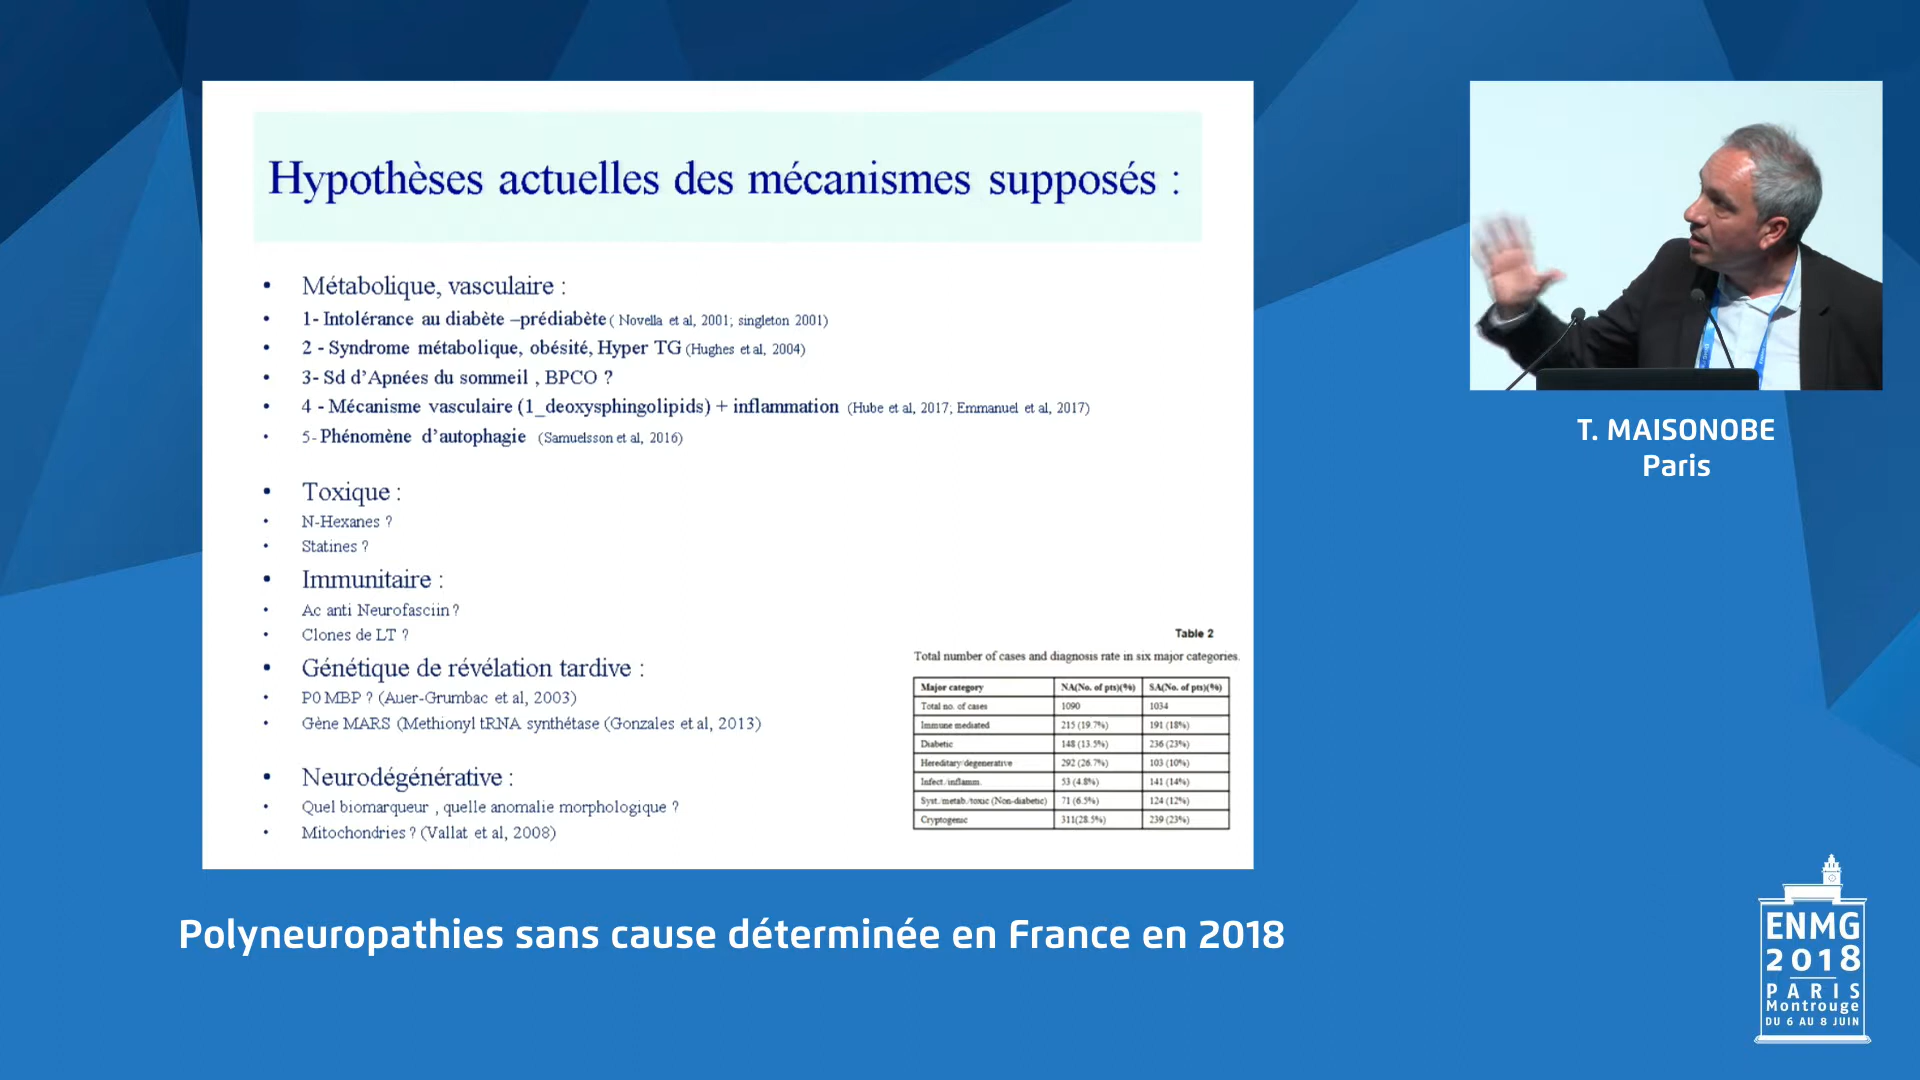 Hypothèses actuelles des mécanismes supposés :
• Métabolique, vasculaire :
• 1- Intolérance au diabète –prédiabète ( Novella et al, 2001; singleton 2001)
• 2 - Syndrome métabolique, obésité, Hyper TG (Hughes et al, 2004)
• 3- Sd d’Apnées du sommeil , BPCO ?
• 4 - Mécanisme vasculaire (1_deoxysphingolipids) + inflammation (Hube et al, 2017; Emmanuel et al, 2017)
• 5- Phénomène d’autophagie (Samuelsson et al, 2016)
• Toxique :
• N-Hexanes ?
• Statines ?
• Immunitaire :
• Ac anti Neurofasciin ?
• Clones de LT ?
• Génétique de révélation tardive :
• P0 MBP ? (Auer-Grumbac et al, 2003)
• Gène MARS (Methionyl tRNA synthétase (Gonzales et al, 2013)
• Neurodégénérative :
• Quel biomarqueur , quelle anomalie morphologique ?
• Mitochondries ? (Vallat et al, 2008)
Table 2
Total number of cases and diagnosis rate in six major categories.
Major category NA(No. of pts)(%) SA(No. of pts)(%)
Total no. of cases 1090 1034
Immune mediated 215 (19.7%) 191 (18%)
Diabetic 148 (13.5%) 236 (23%)
Hereditary/degenerative 292 (26.7%) 103 (10%)
Infect./inflamm. 53 (4.8%) 141 (14%)
Syst./metab./toxic (Non-diabetic) 71 (6.5%) 124 (12%)
Cryptogenic 311(28.5%) 239 (23%)
T. MAISONOBE
Paris
Polyneuropathies sans cause déterminée en France en 2018
ENMG
2018
PARIS
Montrouge
DU 6 AU 8 JUIN